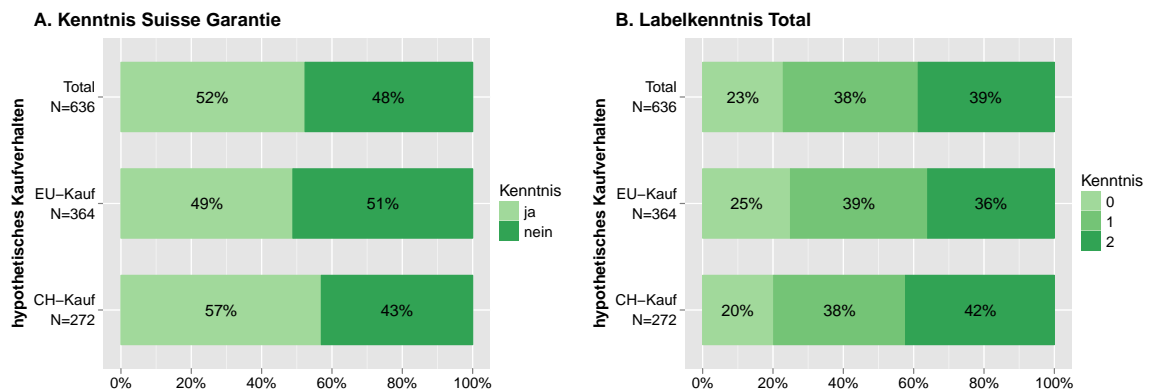 A. Kenntnis Suisse Garantie
hypothetisches Kaufverhalten
Total
N=636
52%
48%
EU−Kauf
N=364
49%
51%
CH−Kauf
N=272
57%
43%
0%
20%
40%
60%
80%
100%
Kenntnis
ja
nein
B. Labelkenntnis Total
hypothetisches Kaufverhalten
Total
N=636
23%
38%
39%
EU−Kauf
N=364
25%
39%
36%
CH−Kauf
N=272
20%
38%
42%
0%
20%
40%
60%
80%
100%
Kenntnis
0
1
2